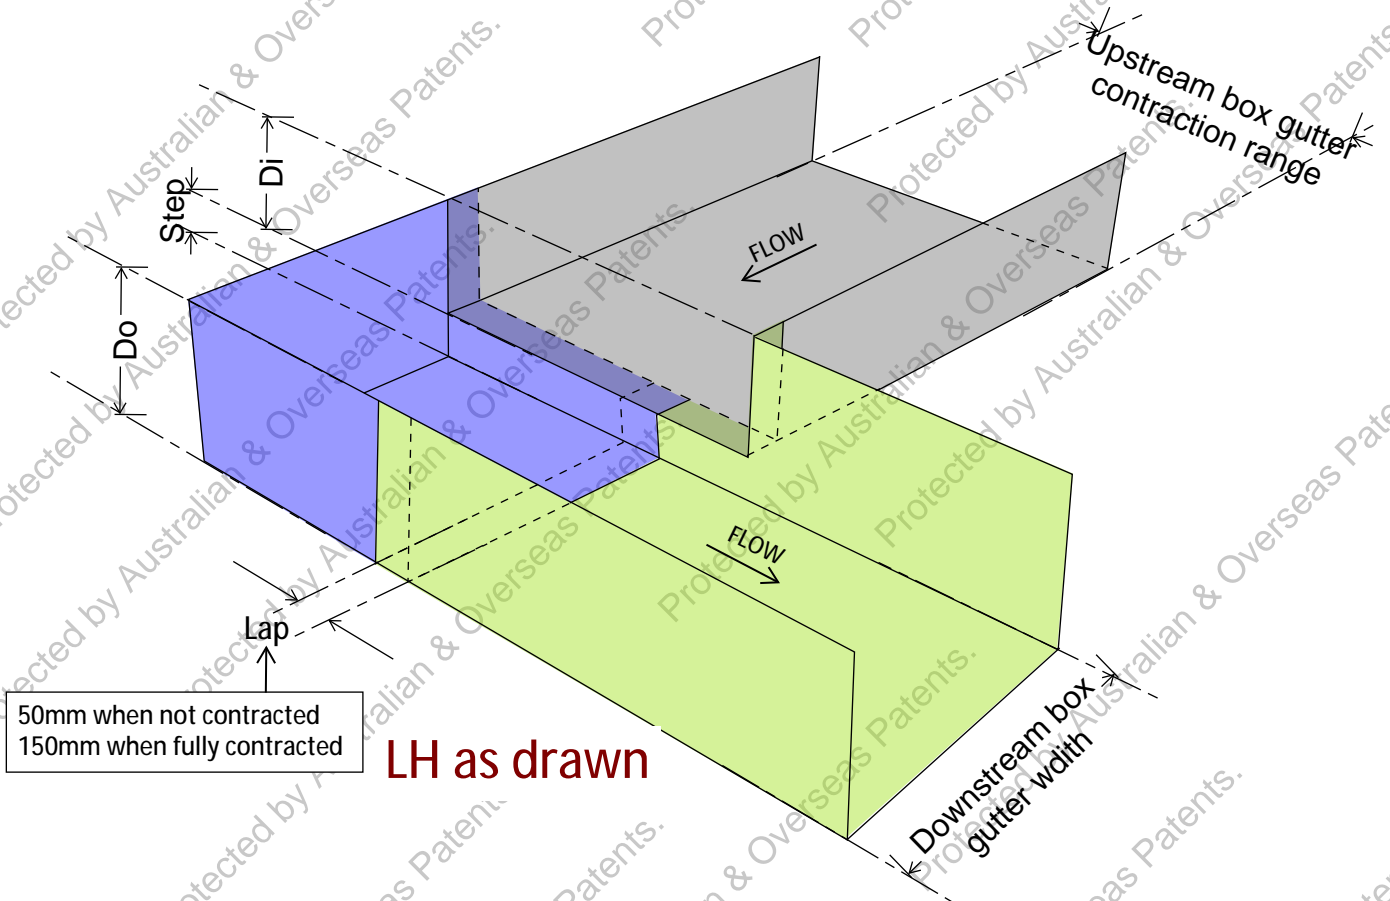 Upstream box gutter
contraction range
Di
Step
Do
FLOW
FLOW
Lap
50mm when not contracted
150mm when fully contracted
LH as drawn
Downstream box
gutter wdith
Protected by Australian & Overseas Patents.